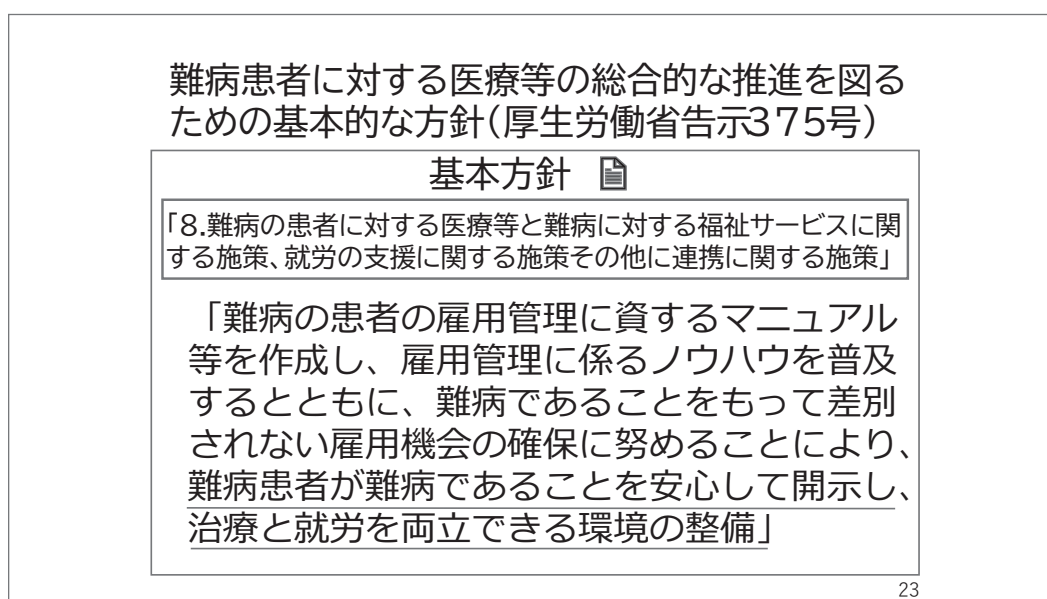 難病患者に対する医療等の総合的な推進を図る
ための基本的な方針(厚生労働省告示375号)
基本方針
「8.難病の患者に対する医療等と難病に対する福祉サービスに関
する施策、就労の支援に関する施策その他に連携に関する施策」
「難病の患者の雇用管理に資するマニュアル
等を作成し、雇用管理に係るノウハウを普及
するとともに、難病であることをもって差別
されない雇用機会の確保に努めることにより、
難病患者が難病であることを安心して開示し、
治療と就労を両立できる環境の整備」
23